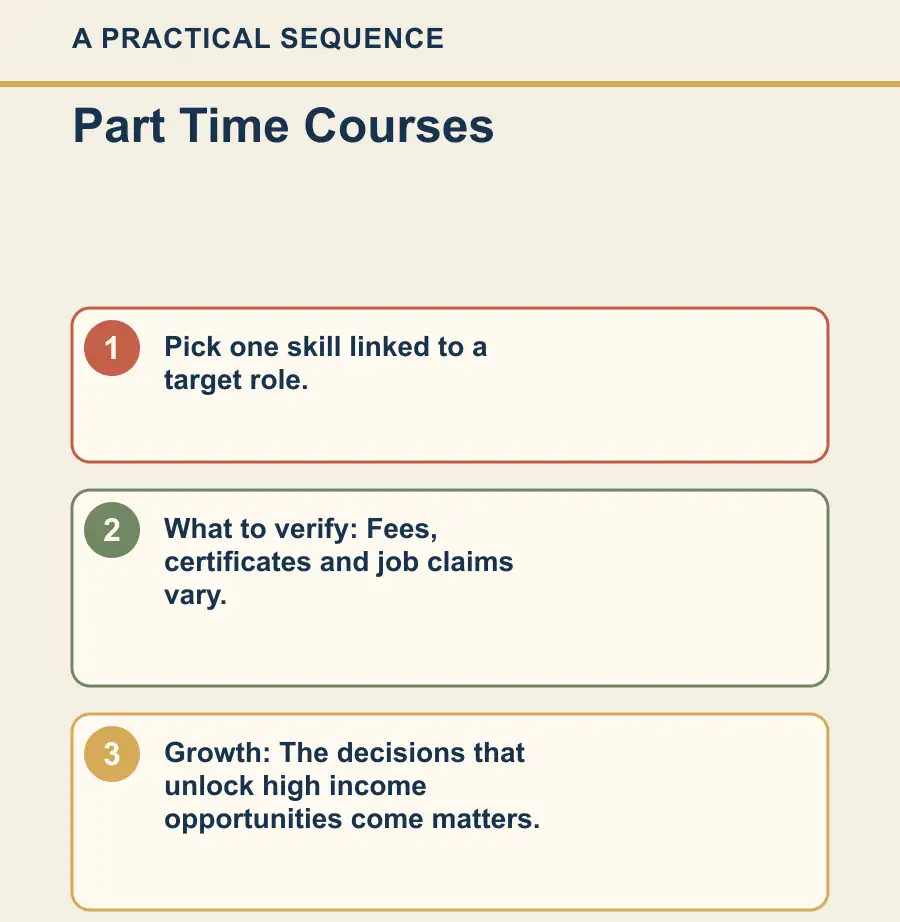 A PRACTICAL SEQUENCE
Part Time Courses
1
Pick one skill linked to a
target role.
2
What to verify: Fees,
certificates and job claims
vary.
3
Growth: The decisions that
unlock high income
opportunities come matters.